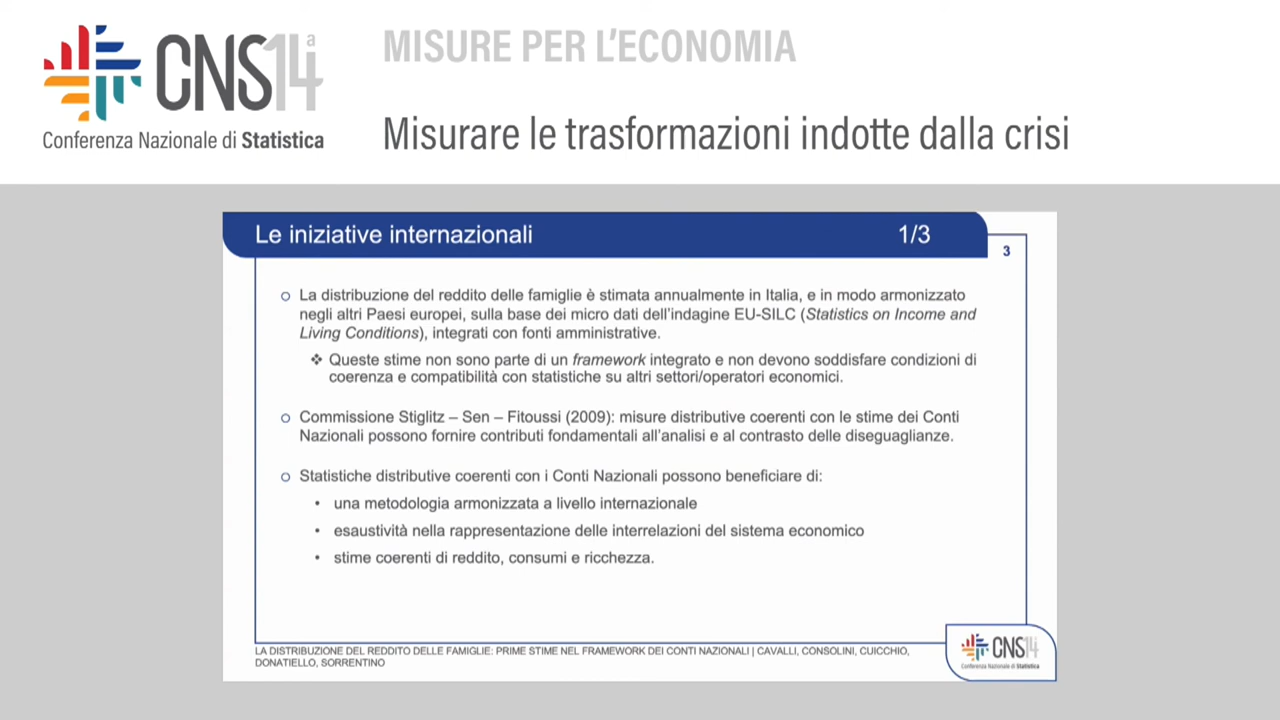 CNS14a
Conferenza Nazionale di Statistica
MISURE PER L'ECONOMIA
Misurare le trasformazioni indotte dalla crisi
Le iniziative internazionali 1/3
3
La distribuzione del reddito delle famiglie è stimata annualmente in Italia, e in modo armonizzato
negli altri Paesi europei, sulla base dei micro dati dell'indagine EU-SILC (Statistics on Income and
Living Conditions), integrati con fonti amministrative.
❖ Queste stime non sono parte di un framework integrato e non devono soddisfare condizioni di
coerenza e compatibilità con statistiche su altri settori/operatori economici.
Commissione Stiglitz – Sen – Fitoussi (2009): misure distributive coerenti con le stime dei Conti
Nazionali possono fornire contributi fondamentali all'analisi e al contrasto delle diseguaglianze.
Statistiche distributive coerenti con i Conti Nazionali possono beneficiare di:
• una metodologia armonizzata a livello internazionale
• esaustività nella rappresentazione delle interrelazioni del sistema economico
• stime coerenti di reddito, consumi e ricchezza.
LA DISTRIBUZIONE DEL REDDITO DELLE FAMIGLIE: PRIME STIME NEL FRAMEWORK DEI CONTI NAZIONALI | CAVALLI, CONSOLINI, CUICCHIO,
DONATIELLO, SORRENTINO
CNS14
Conferenza Nazionale di Statistica